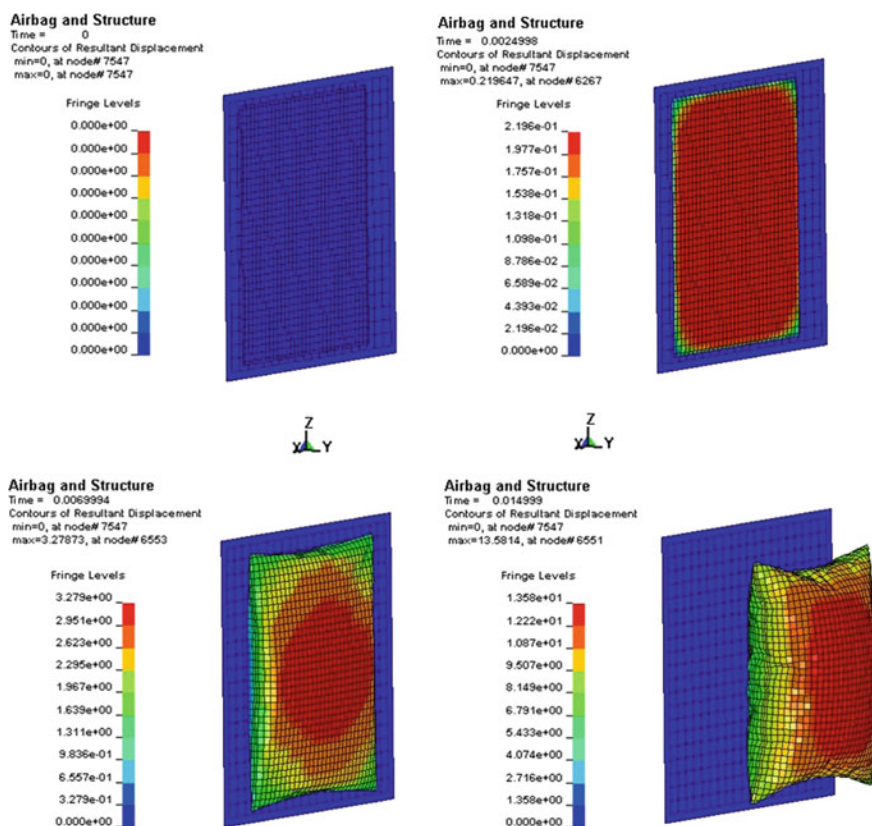 Airbag and Structure
Time = 0
Contours of Resultant Displacement
min=0, at node# 7547
max=0, at node# 7547
Fringe Levels
0.000e+00
0.000e+00
0.000e+00
0.000e+00
0.000e+00
0.000e+00
0.000e+00
0.000e+00
0.000e+00
0.000e+00
0.000e+00
Z
X Y
Airbag and Structure
Time = 0.0024998
Contours of Resultant Displacement
min=0, at node# 7547
max=0.219647, at node# 6267
Fringe Levels
2.196e-01
1.977e-01
1.757e-01
1.538e-01
1.318e-01
1.098e-01
8.786e-02
6.589e-02
4.393e-02
2.196e-02
0.000e+00
Z
X Y
Airbag and Structure
Time = 0.0069994
Contours of Resultant Displacement
min=0, at node# 7547
max=3.27873, at node# 6553
Fringe Levels
3.279e+00
2.951e+00
2.623e+00
2.295e+00
1.967e+00
1.639e+00
1.311e+00
9.836e-01
6.557e-01
3.279e-01
0.000e+00
Airbag and Structure
Time = 0.014999
Contours of Resultant Displacement
min=0, at node# 7547
max=13.5814, at node# 6551
Fringe Levels
1.358e+01
1.222e+01
1.087e+01
9.507e+00
8.149e+00
6.791e+00
5.433e+00
4.074e+00
2.716e+00
1.358e+00
0.000e+00